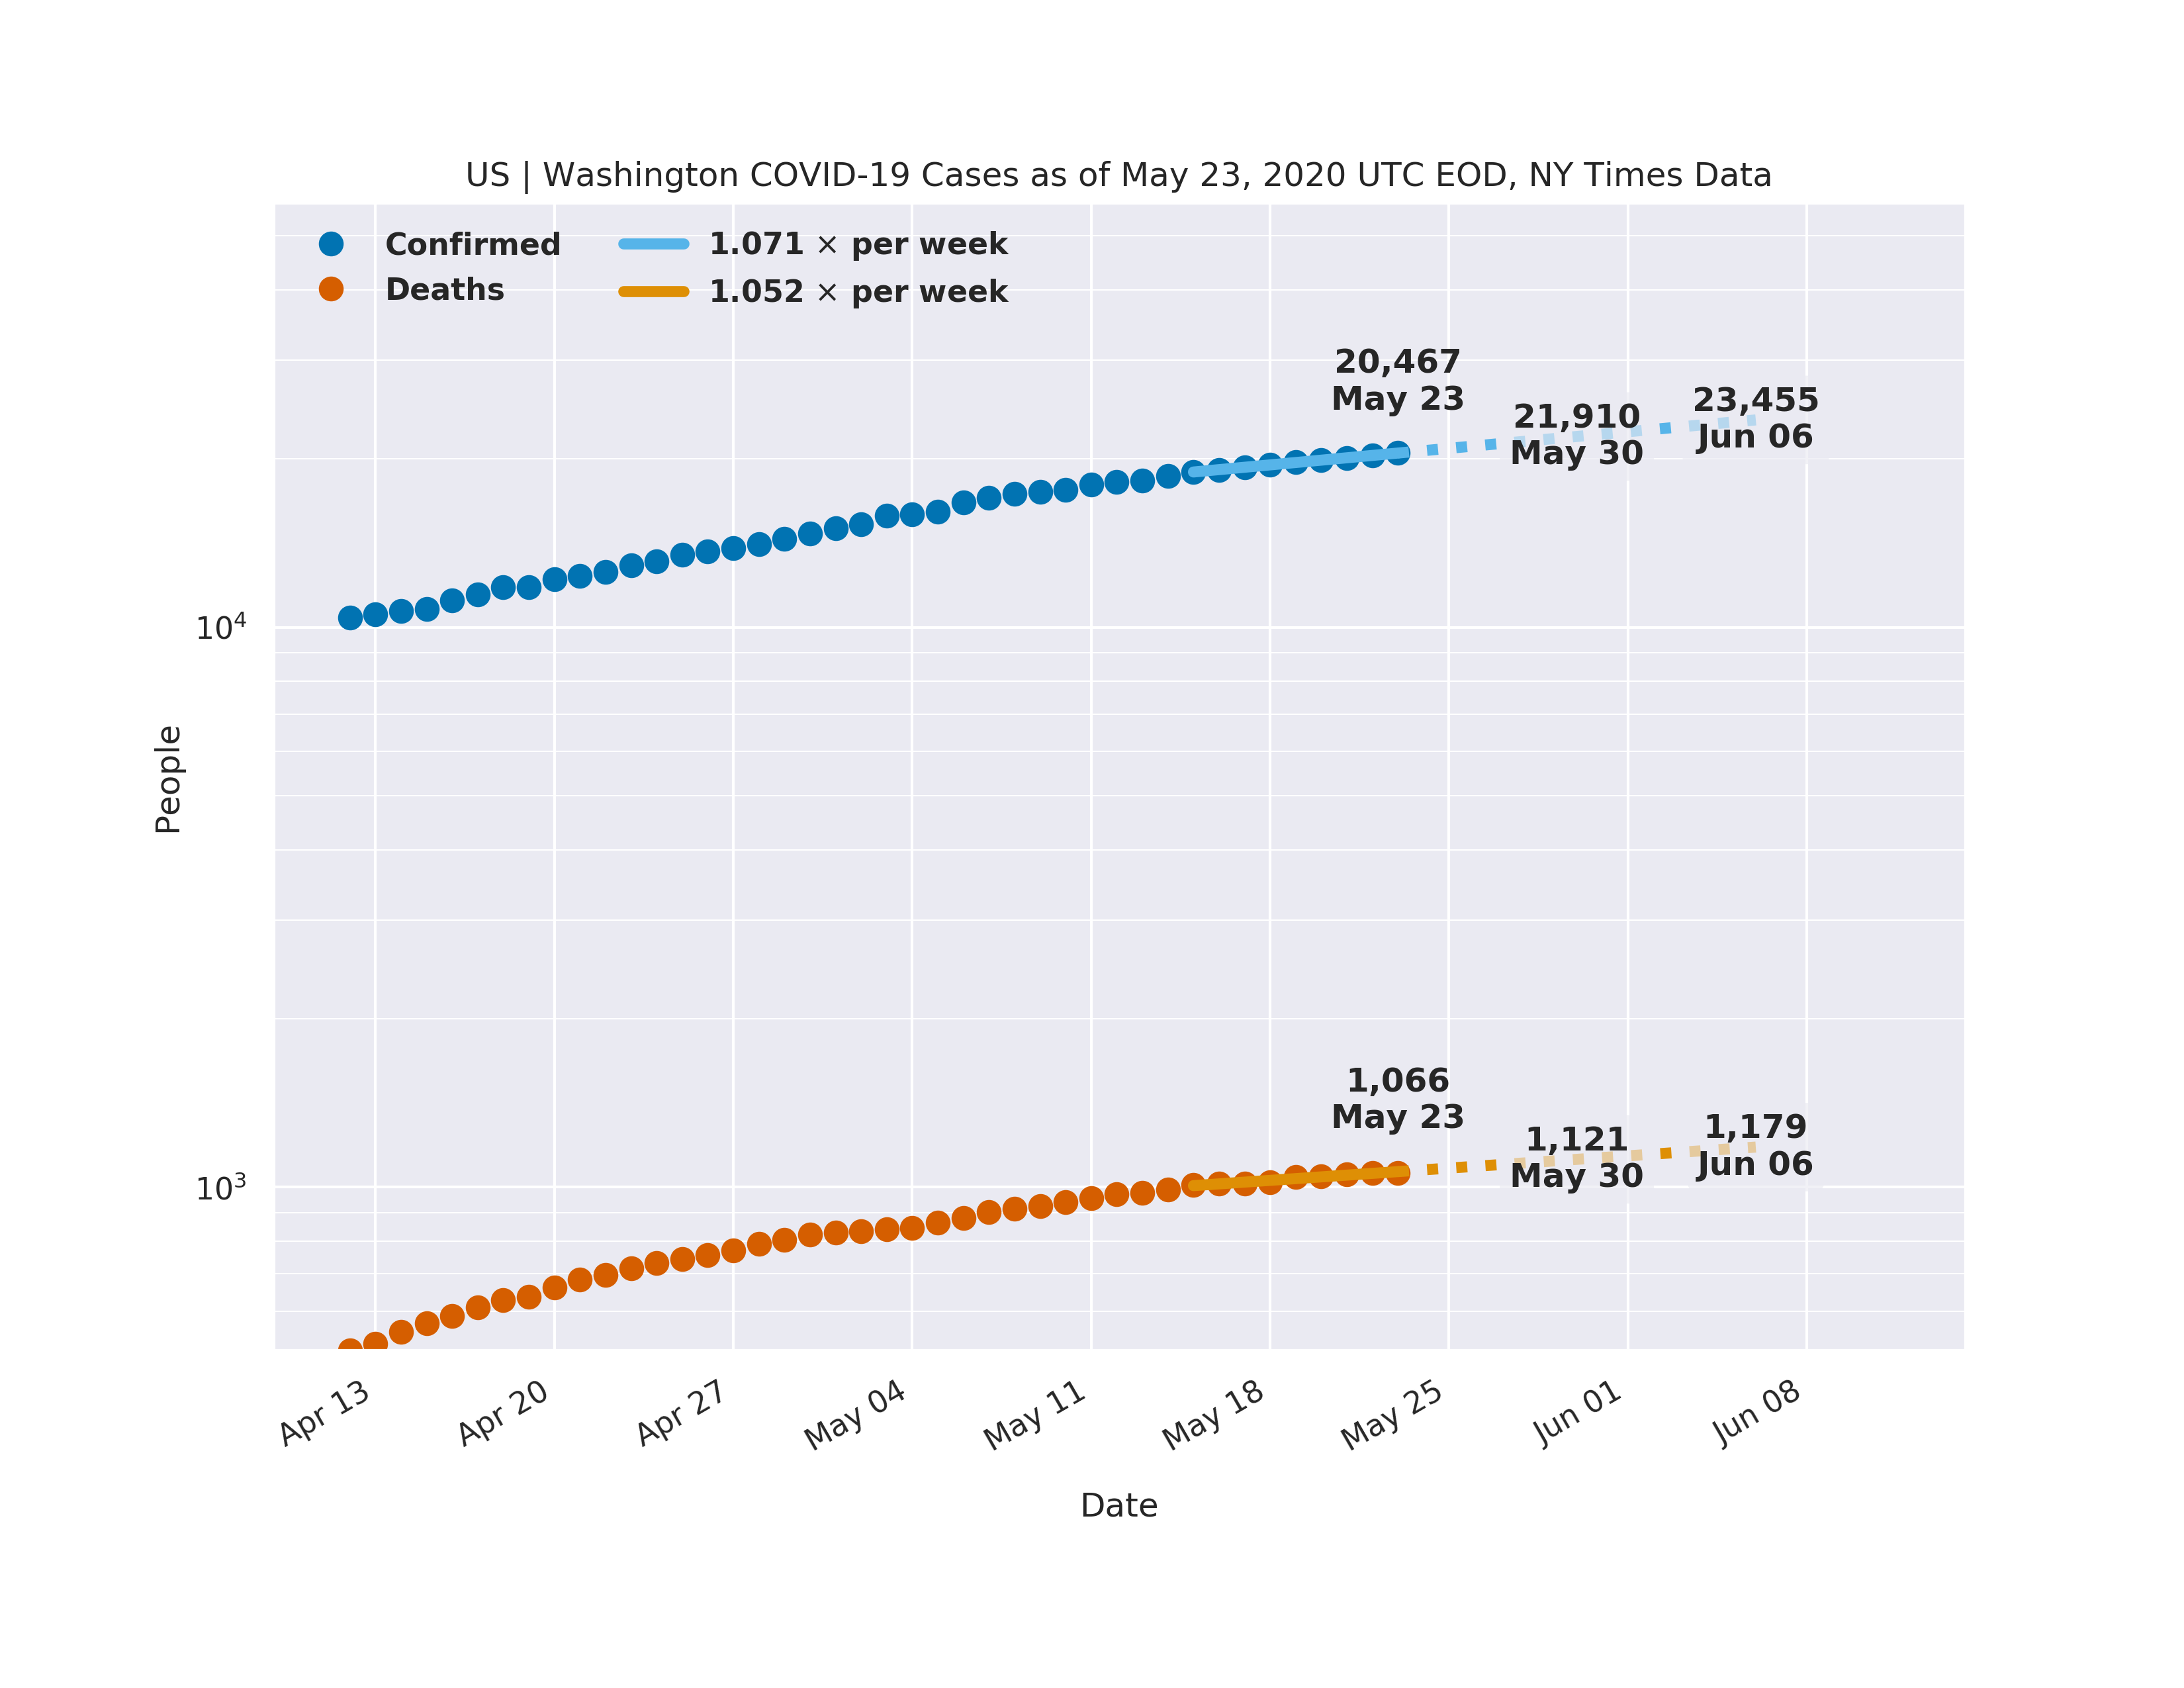 US | Washington COVID-19 Cases as of May 23, 2020 UTC EOD, NY Times Data
Confirmed
Deaths
1.071 × per week
1.052 × per week
20,467
May 23
21,910
May 30
23,455
Jun 06
10⁴
People
1,066
May 23
1,121
May 30
1,179
Jun 06
10³
Apr 13
Apr 20
Apr 27
May 04
May 11
May 18
May 25
Jun 01
Jun 08
Date